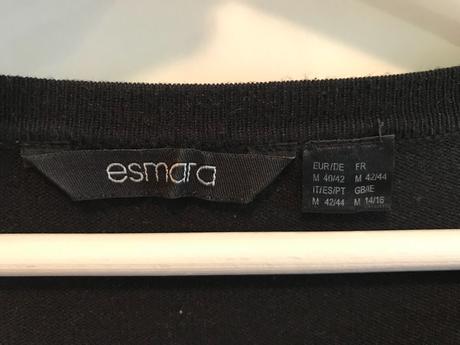 esmara
EUR/DE FR
M 40/42 M 42/44
IT/ES/PT GB/IE
M 42/44 M 14/16